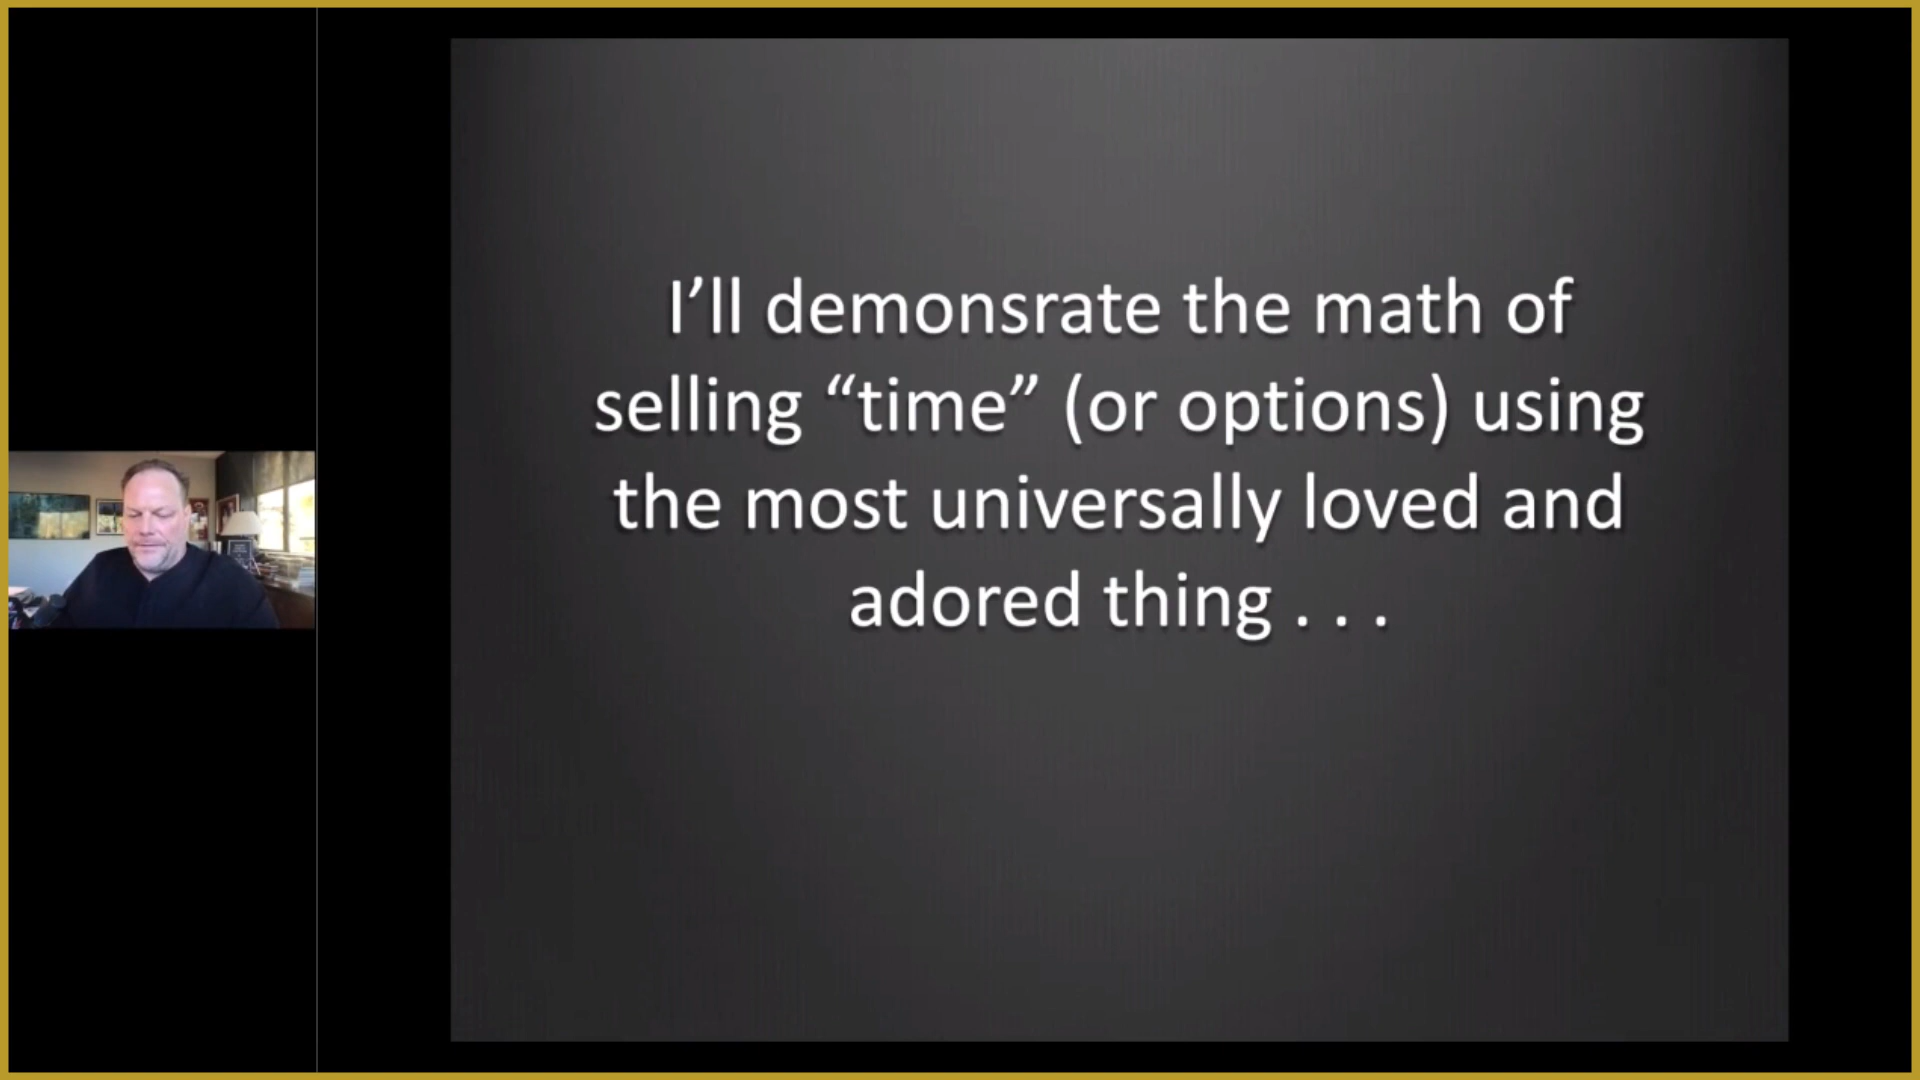 I’ll demonsrate the math of
selling “time” (or options) using
the most universally loved and
adored thing . . .